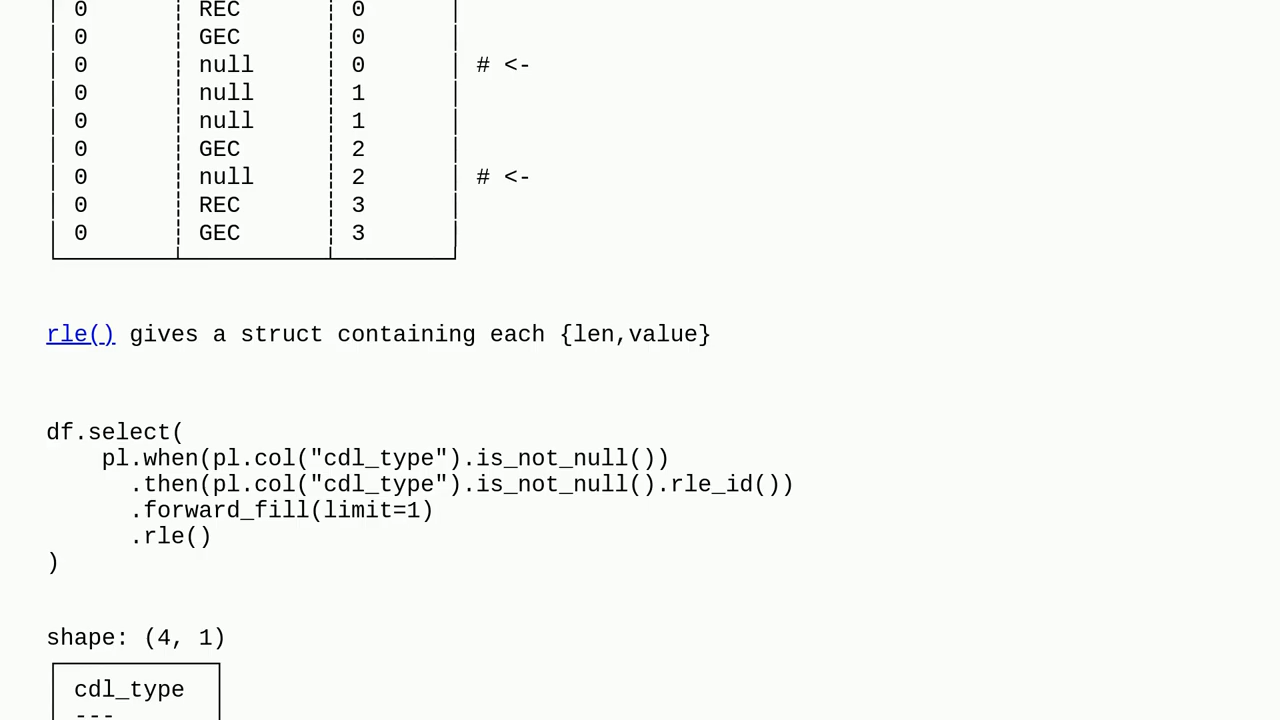 │ 0 ┆ REC ┆ 0 │
│ 0 ┆ GEC ┆ 0 │
│ 0 ┆ null ┆ 0 │ # <-
│ 0 ┆ null ┆ 1 │
│ 0 ┆ null ┆ 1 │
│ 0 ┆ GEC ┆ 2 │
│ 0 ┆ null ┆ 2 │ # <-
│ 0 ┆ REC ┆ 3 │
│ 0 ┆ GEC ┆ 3 │
rle() gives a struct containing each {len,value}
df.select(
    pl.when(pl.col("cdl_type").is_not_null())
      .then(pl.col("cdl_type").is_not_null().rle_id())
      .forward_fill(limit=1)
      .rle()
)
shape: (4, 1)
│ cdl_type │
│ --- │